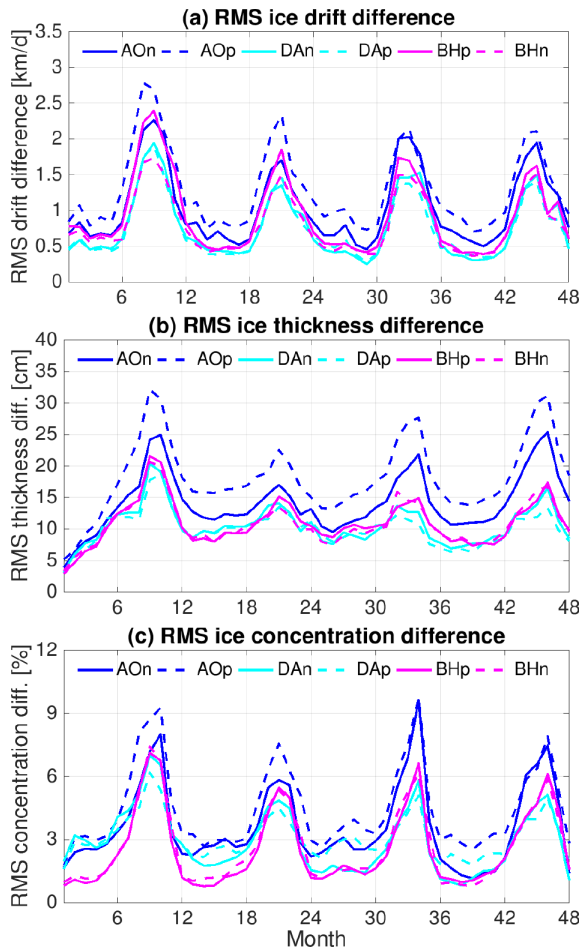 (a) RMS ice drift difference
AOn AOp DAn DAp BHp BHn
RMS drift difference [km/d]
3.5
3
2.5
2
1.5
1
0.5
0
6 12 18 24 30 36 42 48
(b) RMS ice thickness difference
AOn AOp DAn DAp BHp BHn
RMS thickness diff. [cm]
40
35
30
25
20
15
10
5
0
6 12 18 24 30 36 42 48
(c) RMS ice concentration difference
AOn AOp DAn DAp BHp BHn
RMS concentration diff. [%]
12
9
6
3
0
6 12 18 24 30 36 42 48
Month